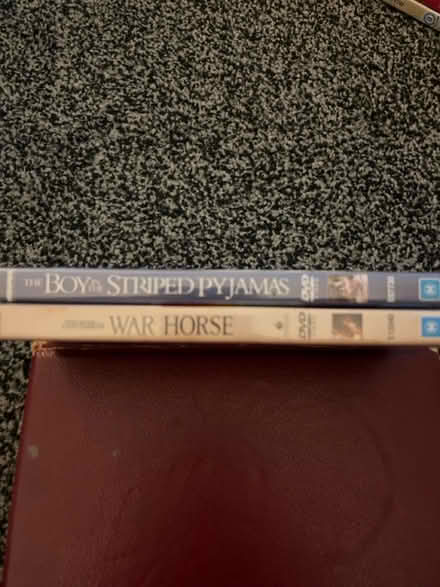 THE BOY IN THE STRIPED PYJAMAS DVD
WAR HORSE DVD